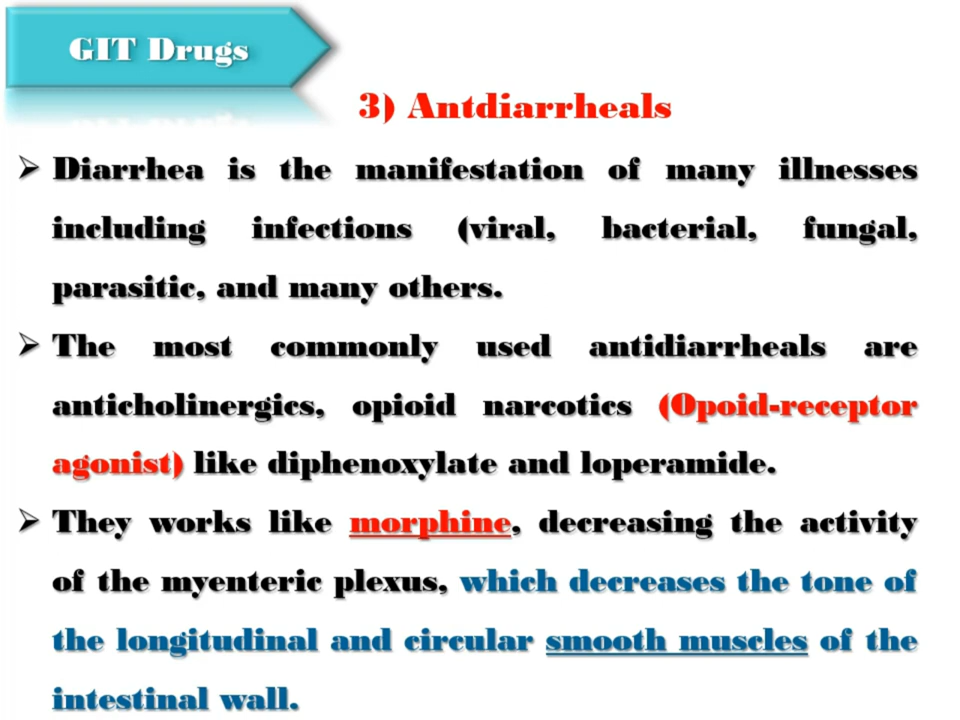 GIT Drugs
3) Antdiarrheals
➢ Diarrhea is the manifestation of many illnesses
including infections (viral, bacterial, fungal,
parasitic, and many others.
➢ The most commonly used antidiarrheals are
anticholinergics, opioid narcotics (Opoid-receptor
agonist) like diphenoxylate and loperamide.
➢ They works like morphine, decreasing the activity
of the myenteric plexus, which decreases the tone of
the longitudinal and circular smooth muscles of the
intestinal wall.